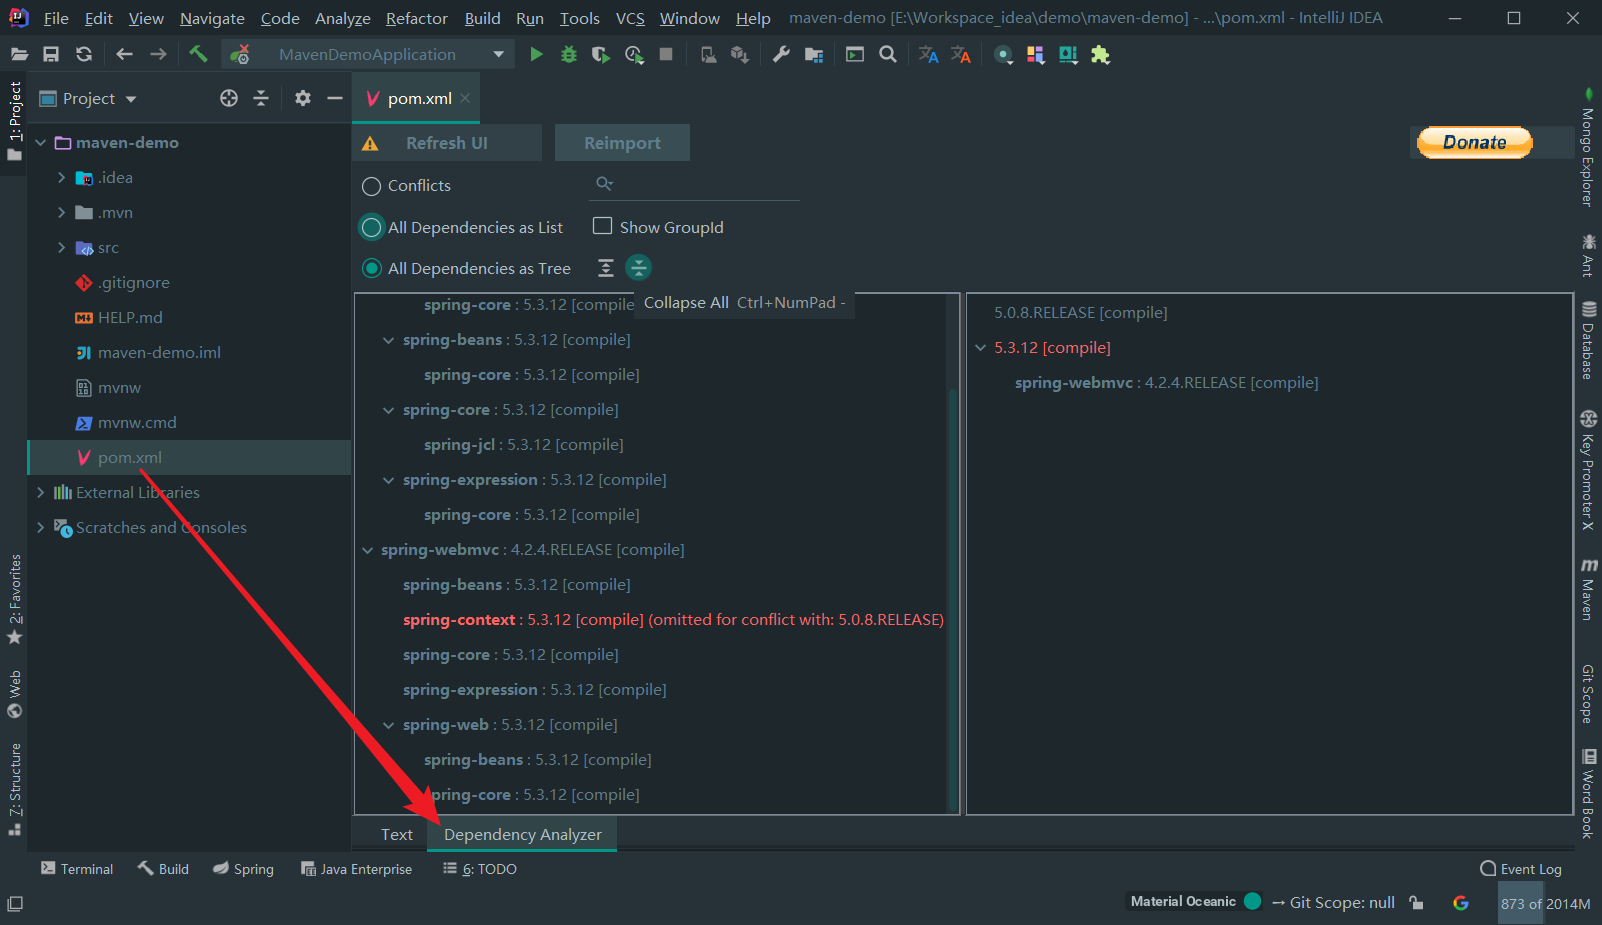 File Edit View Navigate Code Analyze Refactor Build Run Tools VCS Window Help maven-demo [E:\Workspace_idea\demo\maven-demo] - ...\pom.xml - IntelliJ IDEA
MavenDemoApplication
1: Project
2: Favorites
Web
Z: Structure
Project
maven-demo
.idea
.mvn
src
.gitignore
HELP.md
maven-demo.iml
mvnw
mvnw.cmd
pom.xml
External Libraries
Scratches and Consoles
pom.xml
Refresh UI
Reimport
Donate
Conflicts
All Dependencies as List
Show GroupId
All Dependencies as Tree
Collapse All Ctrl+NumPad -
spring-core : 5.3.12 [compile
spring-beans : 5.3.12 [compile]
spring-core : 5.3.12 [compile]
spring-core : 5.3.12 [compile]
spring-jcl : 5.3.12 [compile]
spring-expression : 5.3.12 [compile]
spring-core : 5.3.12 [compile]
spring-webmvc : 4.2.4.RELEASE [compile]
spring-beans : 5.3.12 [compile]
spring-context : 5.3.12 [compile] (omitted for conflict with: 5.0.8.RELEASE)
spring-core : 5.3.12 [compile]
spring-expression : 5.3.12 [compile]
spring-web : 5.3.12 [compile]
spring-beans : 5.3.12 [compile]
pring-core : 5.3.12 [compile]
5.0.8.RELEASE [compile]
5.3.12 [compile]
spring-webmvc : 4.2.4.RELEASE [compile]
Text
Dependency Analyzer
Mongo Explorer
Ant
Database
Key Promoter X
Maven
Git Scope
Word Book
Terminal
Build
Spring
Java Enterprise
6: TODO
Event Log
Material Oceanic
Git Scope: null
873 of 2014M